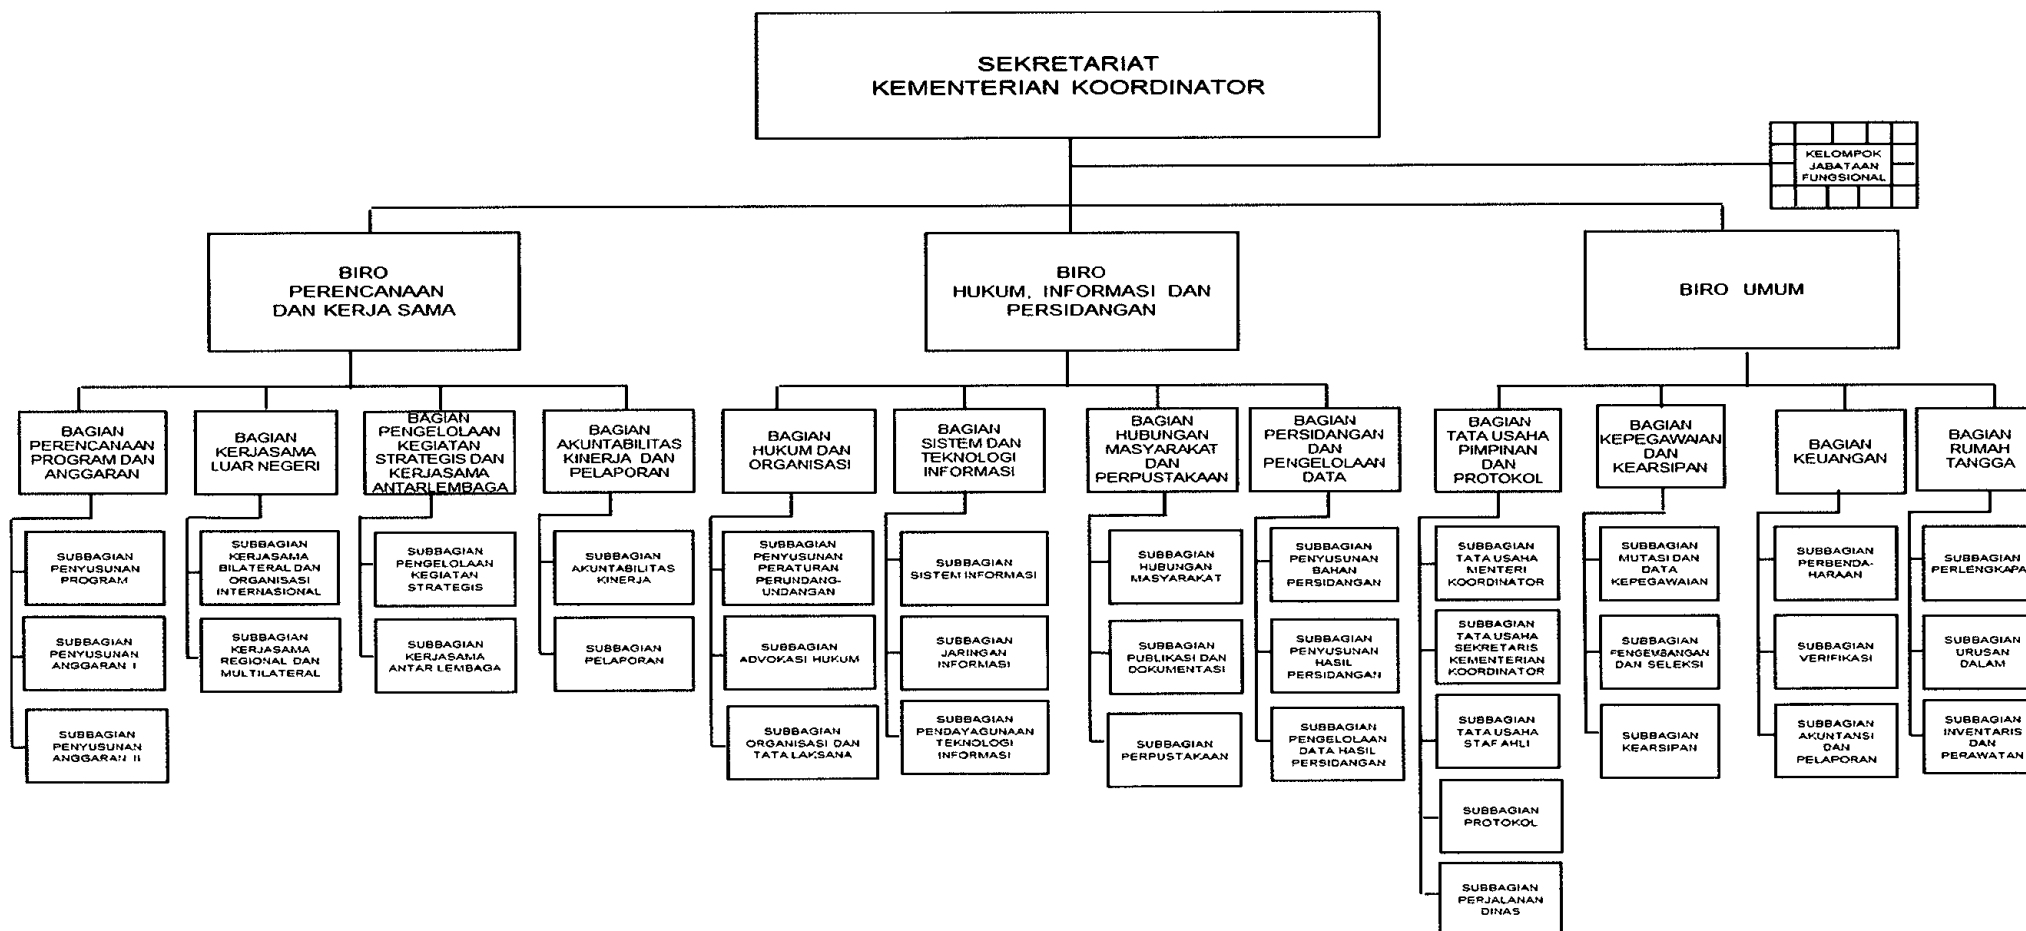 SEKRETARIAT
KEMENTERIAN KOORDINATOR
KELOMPOK
JABATAAN
FUNGSIONAL
BIRO
PERENCANAAN
DAN KERJA SAMA
BIRO
HUKUM, INFORMASI DAN
PERSIDANGAN
BIRO UMUM
BAGIAN
PERENCANAAN
PROGRAM DAN
ANGGARAN
BAGIAN
KERJASAMA
LUAR NEGERI
BAGIAN
PENGELOLAAN
KEGIATAN
STRATEGIS DAN
KERJASAMA
ANTARLEMBAGA
BAGIAN
AKUNTABILITAS
KINERJA DAN
PELAPORAN
BAGIAN
HUKUM DAN
ORGANISASI
BAGIAN
SISTEM DAN
TEKNOLOGI
INFORMASI
BAGIAN
HUBUNGAN
MASYARAKAT
DAN
PERPUSTAKAAN
BAGIAN
PERSIDANGAN
DAN
PENGELOLAAN
DATA
BAGIAN
TATA USAHA
PIMPINAN
DAN
PROTOKOL
BAGIAN
KEPEGAWAIAN
DAN
KEARSIPAN
BAGIAN
KEUANGAN
BAGIAN
RUMAH
TANGGA
SUBBAGIAN
PENYUSUNAN
PROGRAM
SUBBAGIAN
PENYUSUNAN
ANGGARAN I
SUBBAGIAN
PENYUSUNAN
ANGGARAN II
SUBBAGIAN
KERJASAMA
BILATERAL DAN
ORGANISASI
INTERNASIONAL
SUBBAGIAN
KERJASAMA
REGIONAL DAN
MULTILATERAL
SUBBAGIAN
PENGELOLAAN
KEGIATAN
STRATEGIS
SUBBAGIAN
KERJASAMA
ANTAR LEMBAGA
SUBBAGIAN
AKUNTABILITAS
KINERJA
SUBBAGIAN
PELAPORAN
SUBBAGIAN
PENYUSUNAN
PERATURAN
PERUNDANG-
UNDANGAN
SUBBAGIAN
ADVOKASI HUKUM
SUBBAGIAN
ORGANISASI DAN
TATA LAKSANA
SUBBAGIAN
SISTEM INFORMASI
SUBBAGIAN
JARINGAN
INFORMASI
SUBBAGIAN
PENDAYAGUNAAN
TEKNOLOGI
INFORMASI
SUBBAGIAN
HUBUNGAN
MASYARAKAT
SUBBAGIAN
PUBLIKASI DAN
DOKUMENTASI
SUBBAGIAN
PERPUSTAKAAN
SUBBAGIAN
PENYUSUNAN
BAHAN
PERSIDANGAN
SUBBAGIAN
PENYUSUNAN
HASIL
PERSIDANGAN
SUBBAGIAN
PENGELOLAAN
DATA HASIL
PERSIDANGAN
SUBBAGIAN
TATA USAHA
MENTERI
KOORDINATOR
SUBBAGIAN
TATA USAHA
SEKRETARIS
KEMENTERIAN
KOORDINATOR
SUBBAGIAN
TATA USAHA
STAF AHLI
SUBBAGIAN
PROTOKOL
SUBBAGIAN
PERJALANAN
DINAS
SUBBAGIAN
MUTASI DAN
DATA
KEPEGAWAIAN
SUBBAGIAN
PENGEMBANGAN
DAN SELEKSI
SUBBAGIAN
KEARSIPAN
SUBBAGIAN
PERBENDA-
HARAAN
SUBBAGIAN
VERIFIKASI
SUBBAGIAN
AKUNTANSI
DAN
PELAPORAN
SUBBAGIAN
PERLENGKAPA
SUBBAGIAN
URUSAN
DALAM
SUBBAGIAN
INVENTARIS
DAN
PERAWATAN